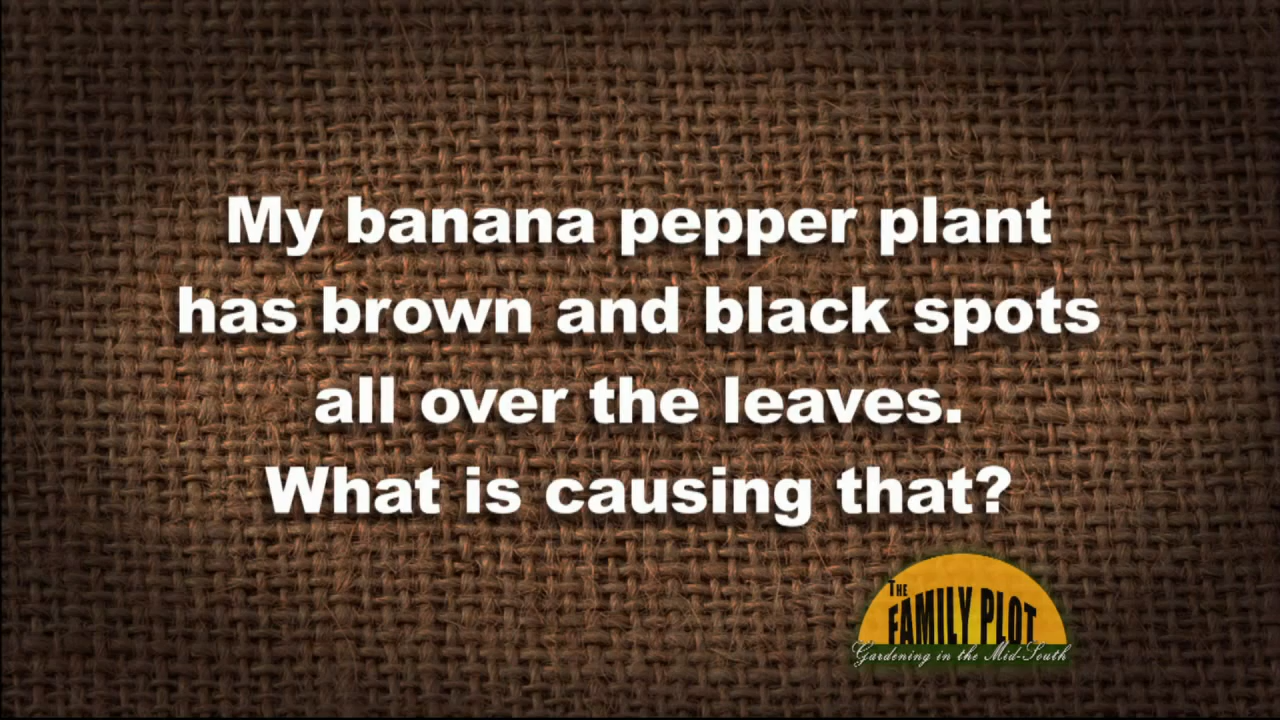 My banana pepper plant
has brown and black spots
all over the leaves.
What is causing that?
THE
FAMILY PLOT
Gardening in the Mid-South